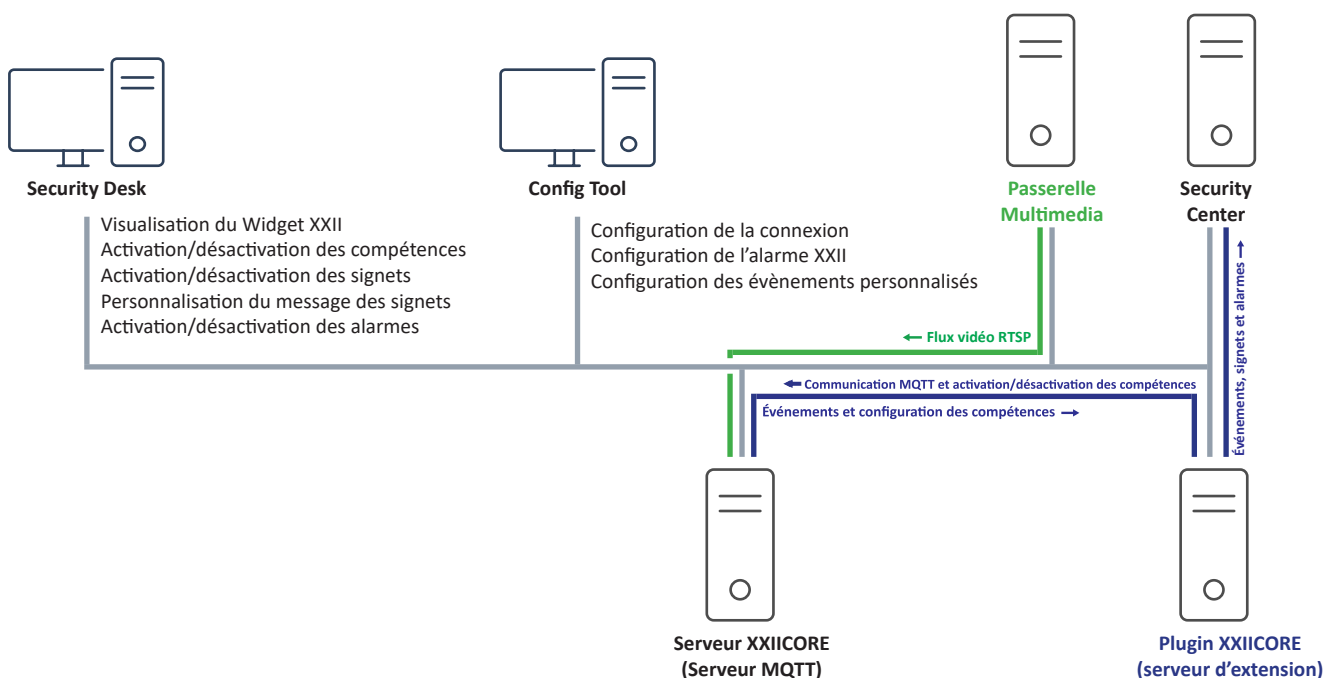 Security Desk
Visualisation du Widget XXII
Activation/désactivation des compétences
Activation/désactivation des signets
Personnalisation du message des signets
Activation/désactivation des alarmes
Config Tool
Configuration de la connexion
Configuration de l’alarme XXII
Configuration des évènements personnalisés
Passerelle
Multimedia
Security
Center
← Flux vidéo RTSP
Événements, signets et alarmes →
← Communication MQTT et activation/désactivation des compétences
Événements et configuration des compétences →
Serveur XXIICORE
(Serveur MQTT)
Plugin XXIICORE
(serveur d’extension)